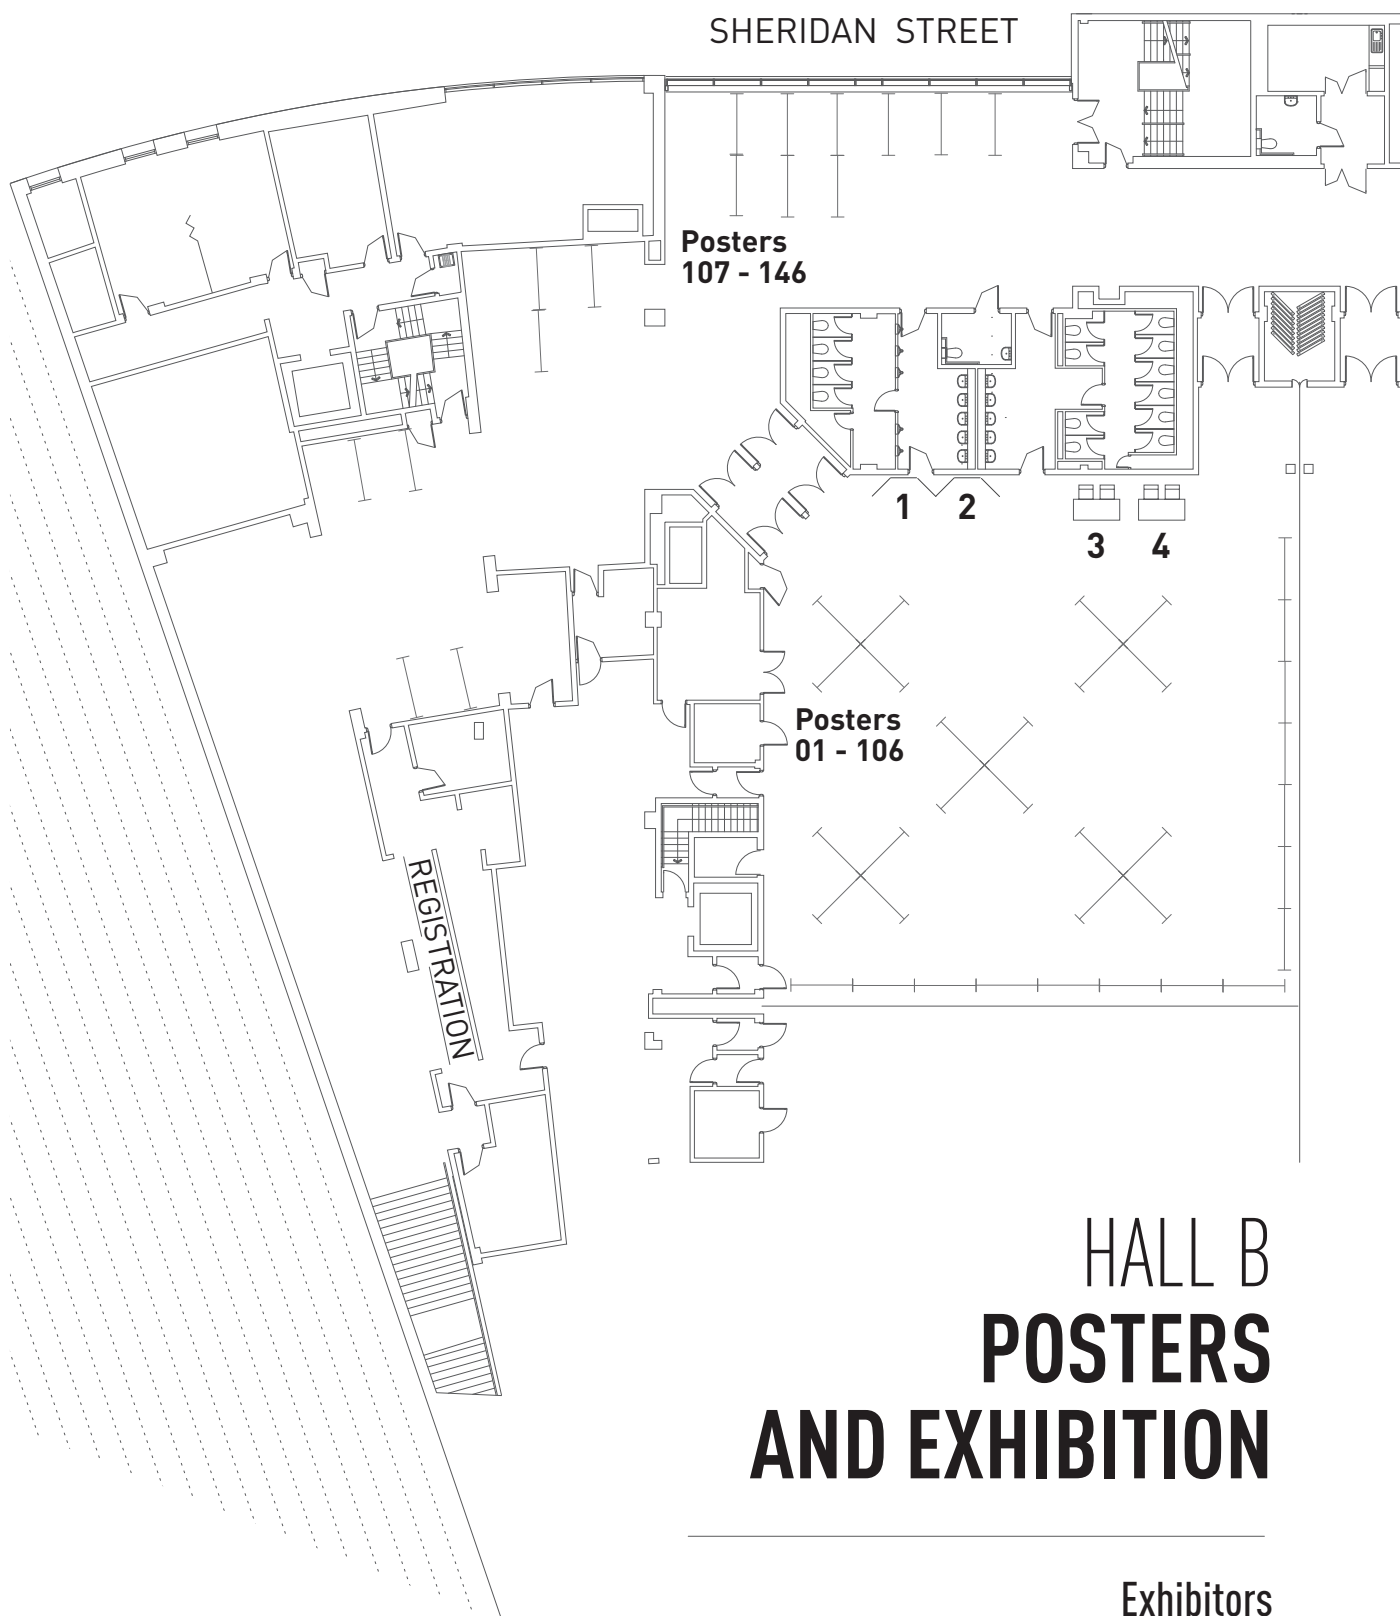 SHERIDAN STREET
Posters
107 - 146
1
2
3
4
Posters
01 - 106
REGISTRATION
HALL B
POSTERS
AND EXHIBITION
Exhibitors